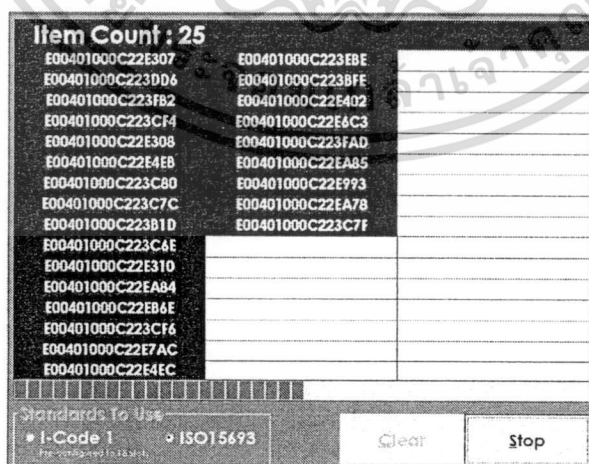 Item Count : 25
E00401000C22E307
E00401000C223DD6
E00401000C223FB2
E00401000C223CF4
E00401000C22E308
E00401000C22E4EB
E00401000C223C80
E00401000C223C7C
E00401000C223B1D
E00401000C223C6E
E00401000C22E310
E00401000C22EA84
E00401000C22EB6E
E00401000C223CF6
E00401000C22E7AC
E00401000C22E4EC
E00401000C223EBE
E00401000C223BFE
E00401000C22E402
E00401000C22E6C3
E00401000C223FAD
E00401000C22EA85
E00401000C22E993
E00401000C22EA78
E00401000C223C7F
Standards To Use
I-Code 1
ISO15693
Clear
Stop